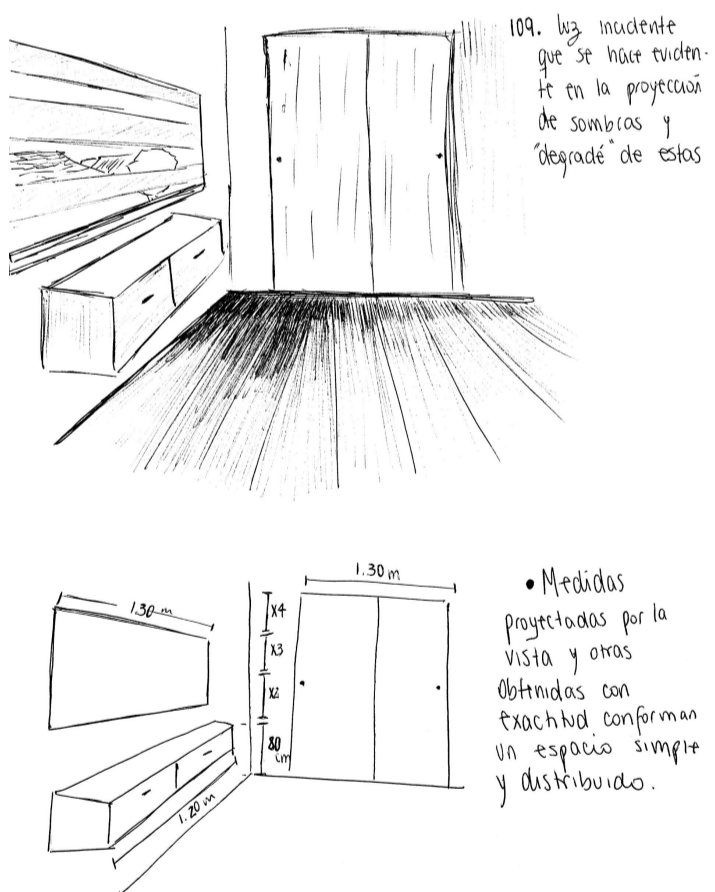 109. luz incidente
que se hace eviden-
te en la proyección
de sombras y
"degradé" de estas
1.30 m
1.30 m
x4
x3
x2
80
cm
1.20 m
• Medidas
proyectadas por la
vista y otras
obtenidas con
exactitud conforman
un espacio simple
y distribuido.